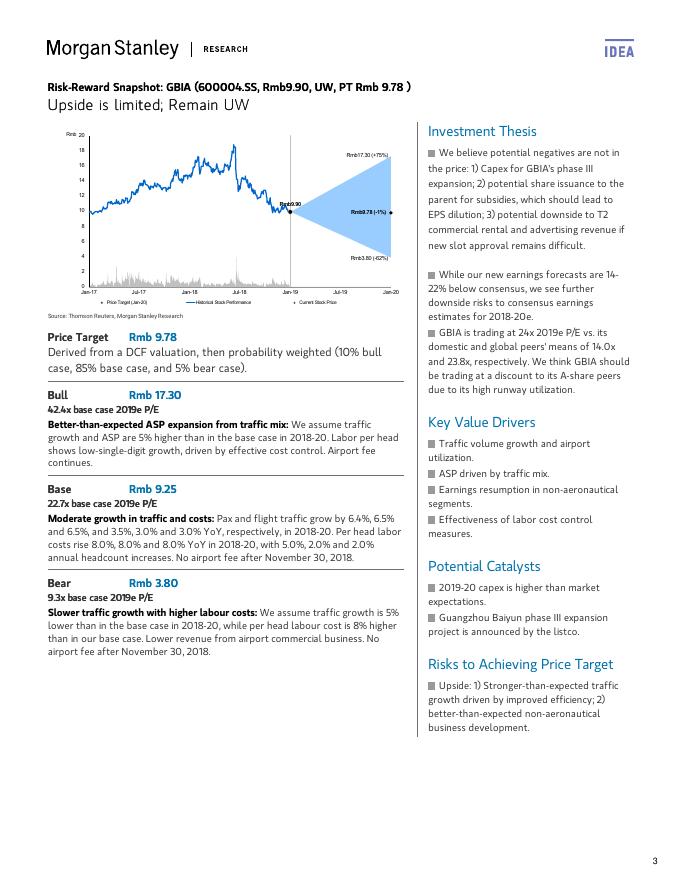 Morgan Stanley | RESEARCH
IDEA
Risk-Reward Snapshot: GBIA (600004.SS, Rmb9.90, UW, PT Rmb 9.78 )
Upside is limited; Remain UW
Rmb
20
18
16
14
12
10
8
6
4
2
0
Rmb17.30 (+75%)
Rmb9.90
Rmb9.78 (-1%)
Rmb3.80 (-62%)
Jan-17 Jul-17 Jan-18 Jul-18 Jan-19 Jul-19 Jan-20
Price Target (Jan-20) Historical Stock Performance Current Stock Price
Source: Thomson Reuters, Morgan Stanley Research
Price Target Rmb 9.78
Derived from a DCF valuation, then probability weighted (10% bull
case, 85% base case, and 5% bear case).
Bull Rmb 17.30
42.4x base case 2019e P/E
Better-than-expected ASP expansion from traffic mix: We assume traffic
growth and ASP are 5% higher than in the base case in 2018-20. Labor per head
shows low-single-digit growth, driven by effective cost control. Airport fee
continues.
Base Rmb 9.25
22.7x base case 2019e P/E
Moderate growth in traffic and costs: Pax and flight traffic grow by 6.4%, 6.5%
and 6.5%, and 3.5%, 3.0% and 3.0% YoY, respectively, in 2018-20. Per head labor
costs rise 8.0%, 8.0% and 8.0% YoY in 2018-20, with 5.0%, 2.0% and 2.0%
annual headcount increases. No airport fee after November 30, 2018.
Bear Rmb 3.80
9.3x base case 2019e P/E
Slower traffic growth with higher labour costs: We assume traffic growth is 5%
lower than in the base case in 2018-20, while per head labour cost is 8% higher
than in our base case. Lower revenue from airport commercial business. No
airport fee after November 30, 2018.
Investment Thesis
We believe potential negatives are not in
the price: 1) Capex for GBIA's phase III
expansion; 2) potential share issuance to the
parent for subsidies, which should lead to
EPS dilution; 3) potential downside to T2
commercial rental and advertising revenue if
new slot approval remains difficult.
While our new earnings forecasts are 14-
22% below consensus, we see further
downside risks to consensus earnings
estimates for 2018-20e.
GBIA is trading at 24x 2019e P/E vs. its
domestic and global peers' means of 14.0x
and 23.8x, respectively. We think GBIA should
be trading at a discount to its A-share peers
due to its high runway utilization.
Key Value Drivers
Traffic volume growth and airport
utilization.
ASP driven by traffic mix.
Earnings resumption in non-aeronautical
segments.
Effectiveness of labor cost control
measures.
Potential Catalysts
2019-20 capex is higher than market
expectations.
Guangzhou Baiyun phase III expansion
project is announced by the listco.
Risks to Achieving Price Target
Upside: 1) Stronger-than-expected traffic
growth driven by improved efficiency; 2)
better-than-expected non-aeronautical
business development.
3